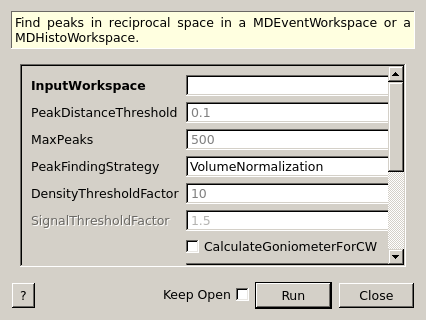 Find peaks in reciprocal space in a MDEventWorkspace or a
MDHistoWorkspace.
InputWorkspace
PeakDistanceThreshold 0.1
MaxPeaks 500
PeakFindingStrategy VolumeNormalization
DensityThresholdFactor 10
SignalThresholdFactor 1.5
CalculateGoniometerForCW
? Keep Open Run Close